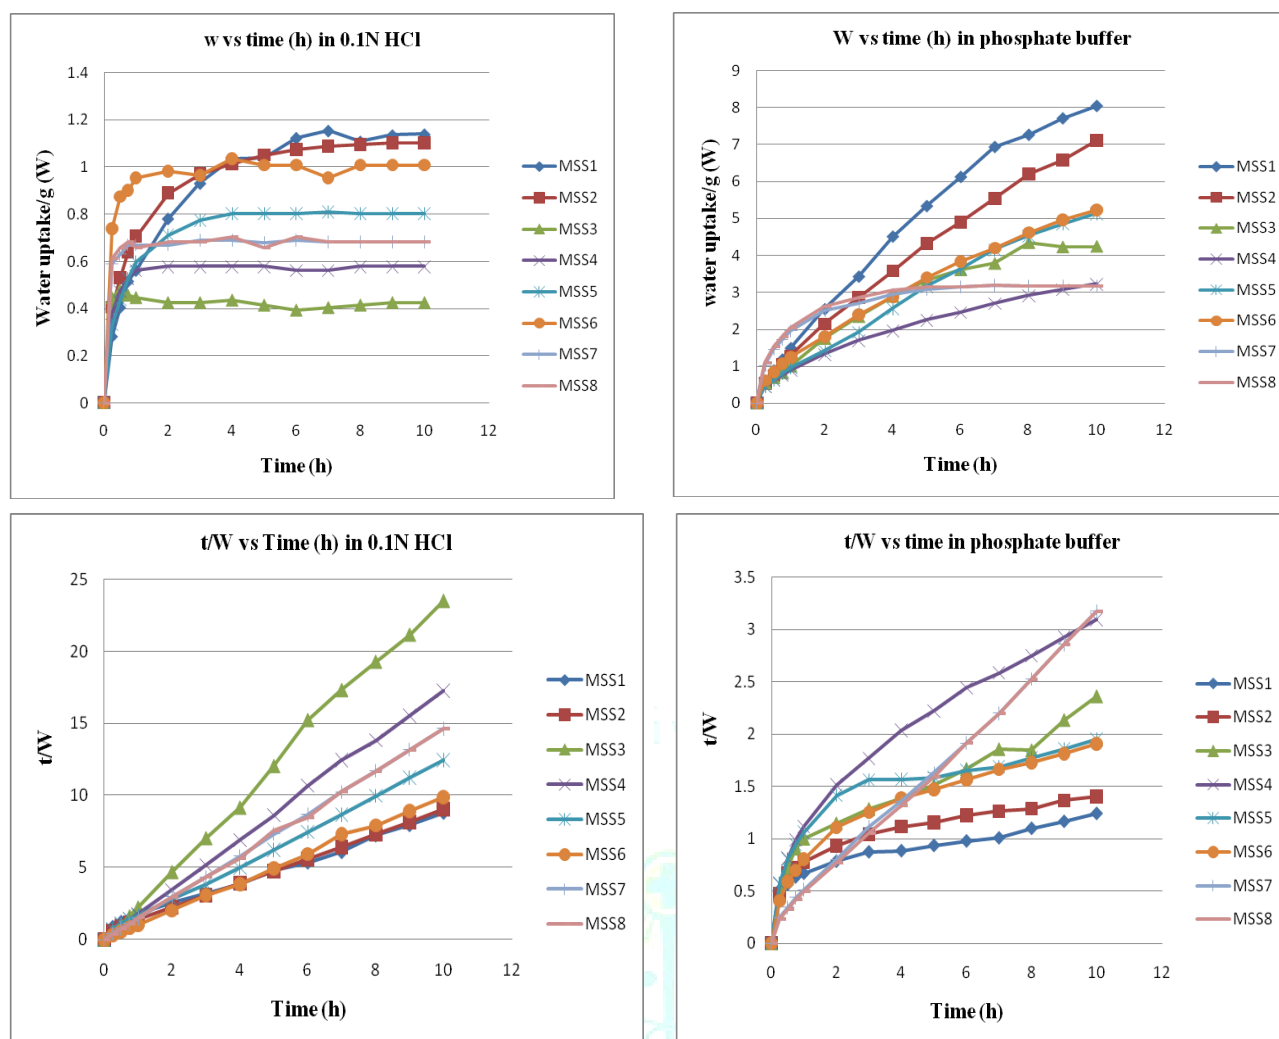 w vs time (h) in 0.1N HCl
Water uptake/g (W)
1.4
1.2
1
0.8
0.6
0.4
0.2
0
0 2 4 6 8 10 12
Time (h)
MSS1
MSS2
MSS3
MSS4
MSS5
MSS6
MSS7
MSS8
W vs time (h) in phosphate buffer
water uptake/g (W)
9
8
7
6
5
4
3
2
1
0
0 2 4 6 8 10 12
Time (h)
MSS1
MSS2
MSS3
MSS4
MSS5
MSS6
MSS7
MSS8
t/W vs Time (h) in 0.1N HCl
t/W
25
20
15
10
5
0
0 2 4 6 8 10 12
Time (h)
MSS1
MSS2
MSS3
MSS4
MSS5
MSS6
MSS7
MSS8
t/W vs time in phosphate buffer
t/W
3.5
3
2.5
2
1.5
1
0.5
0
0 2 4 6 8 10 12
Time (h)
MSS1
MSS2
MSS3
MSS4
MSS5
MSS6
MSS7
MSS8